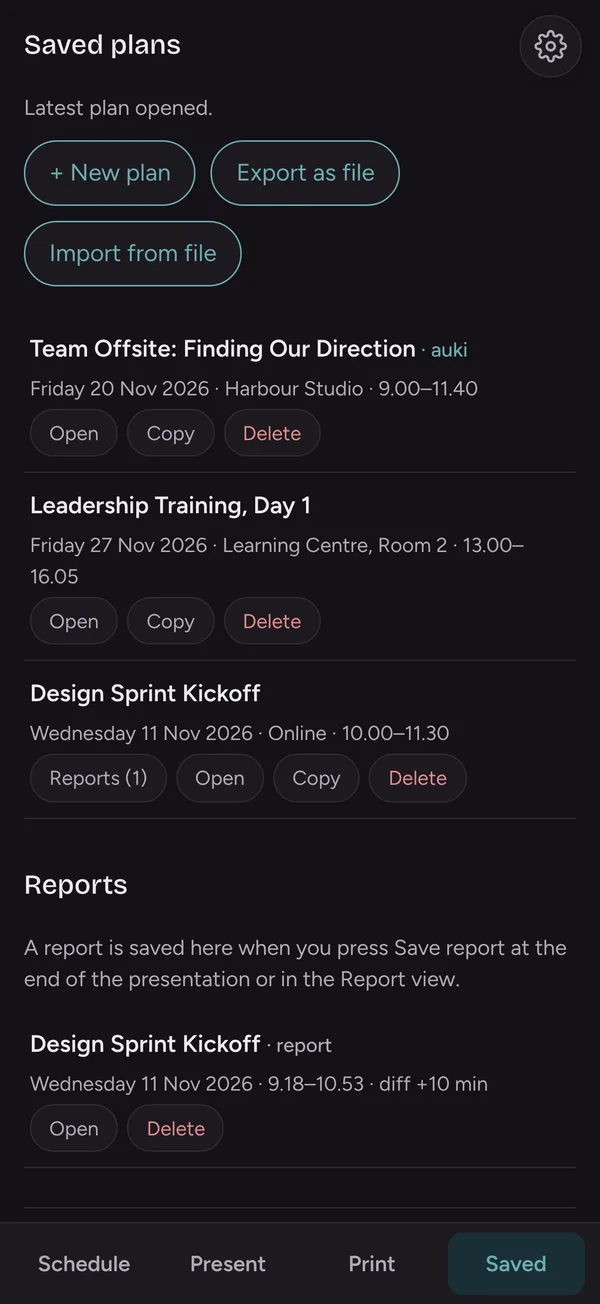 Saved plans
Latest plan opened.
+ New plan
Export as file
Import from file
Team Offsite: Finding Our Direction · auki
Friday 20 Nov 2026 · Harbour Studio · 9.00–11.40
Open
Copy
Delete
Leadership Training, Day 1
Friday 27 Nov 2026 · Learning Centre, Room 2 · 13.00–
16.05
Open
Copy
Delete
Design Sprint Kickoff
Wednesday 11 Nov 2026 · Online · 10.00–11.30
Reports (1)
Open
Copy
Delete
Reports
A report is saved here when you press Save report at the
end of the presentation or in the Report view.
Design Sprint Kickoff · report
Wednesday 11 Nov 2026 · 9.18–10.53 · diff +10 min
Open
Delete
Schedule
Present
Print
Saved